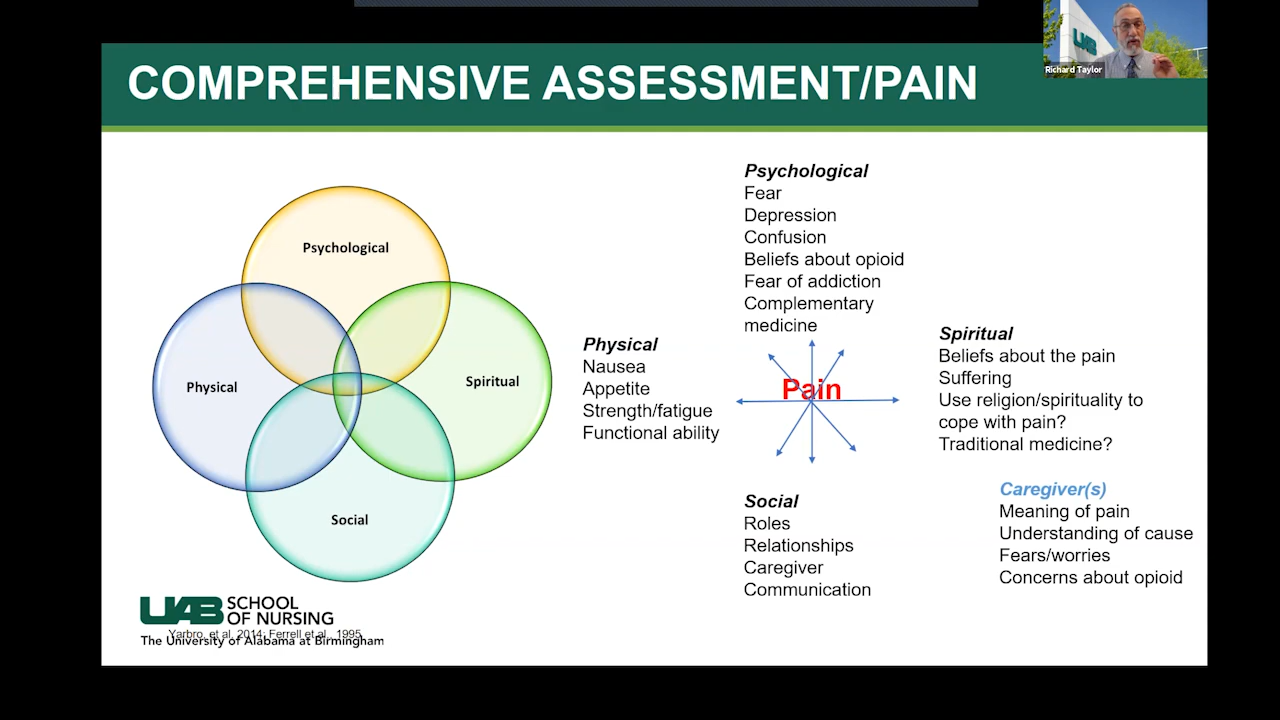 COMPREHENSIVE ASSESSMENT/PAIN
UAB
Richard Taylor
Psychological
Physical
Spiritual
Social
Psychological
Fear
Depression
Confusion
Beliefs about opioid
Fear of addiction
Complementary
medicine
Physical
Nausea
Appetite
Strength/fatigue
Functional ability
Pain
Spiritual
Beliefs about the pain
Suffering
Use religion/spirituality to
cope with pain?
Traditional medicine?
Social
Roles
Relationships
Caregiver
Communication
Caregiver(s)
Meaning of pain
Understanding of cause
Fears/worries
Concerns about opioid
UAB SCHOOL
OF NURSING
Yarbro, et al, 2014; Ferrell et al., 1995
The University of Alabama at Birmingham